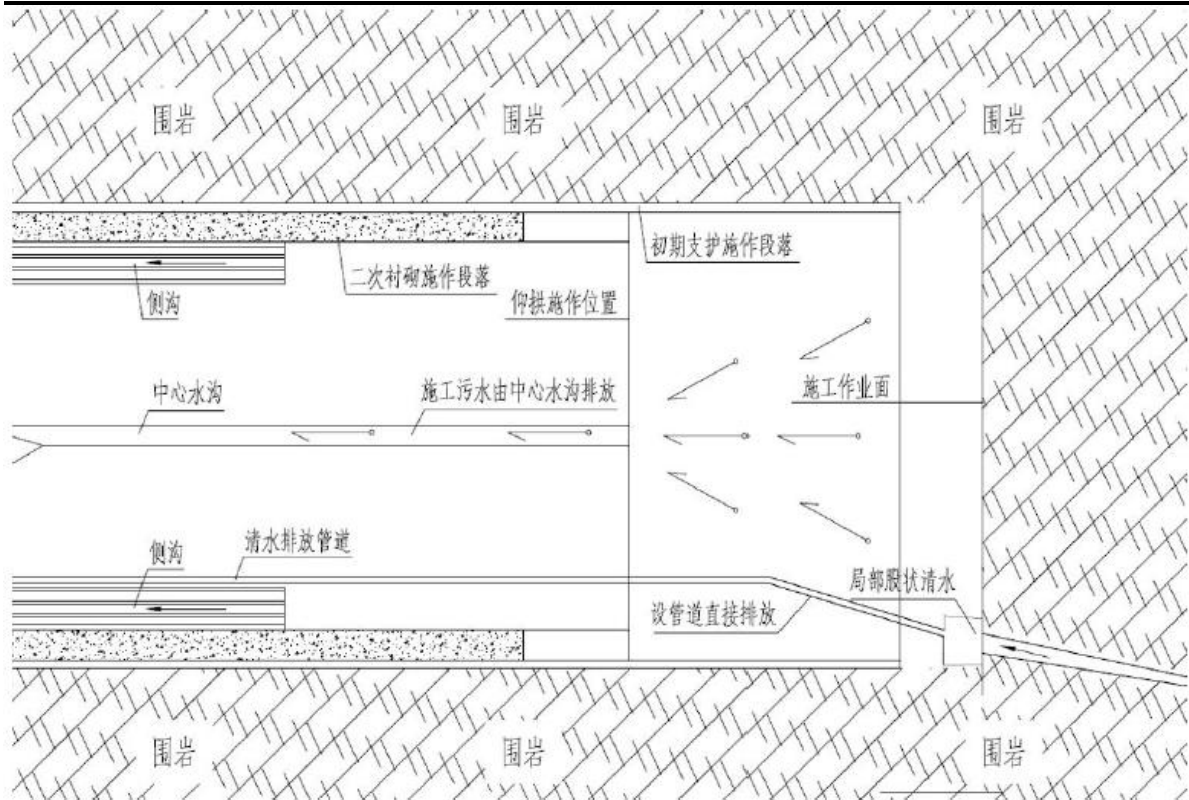 围岩
围岩
围岩
初期支护施作段落
二次衬砌施作段落
侧沟
仰拱施作位置
中心水沟
施工污水由中心水沟排放
施工作业面
侧沟
清水排放管道
局部股状清水
设管道直接排放
围岩
围岩
围岩